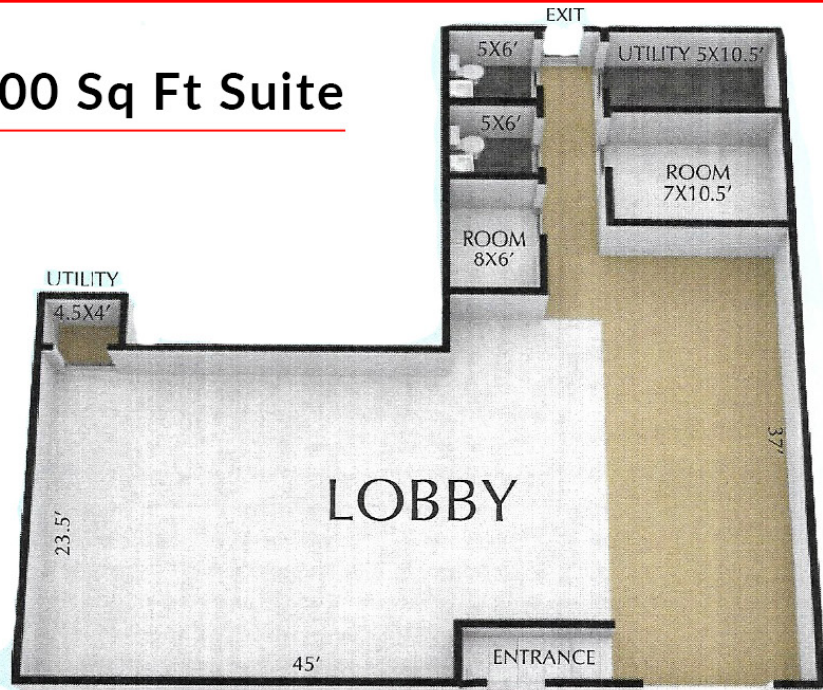 EXIT
5X6'
UTILITY 5X10.5'
00 Sq Ft Suite
5X6'
ROOM
7X10.5'
ROOM
8X6'
UTILITY
4.5X4'
37'
LOBBY
23.5'
45'
ENTRANCE